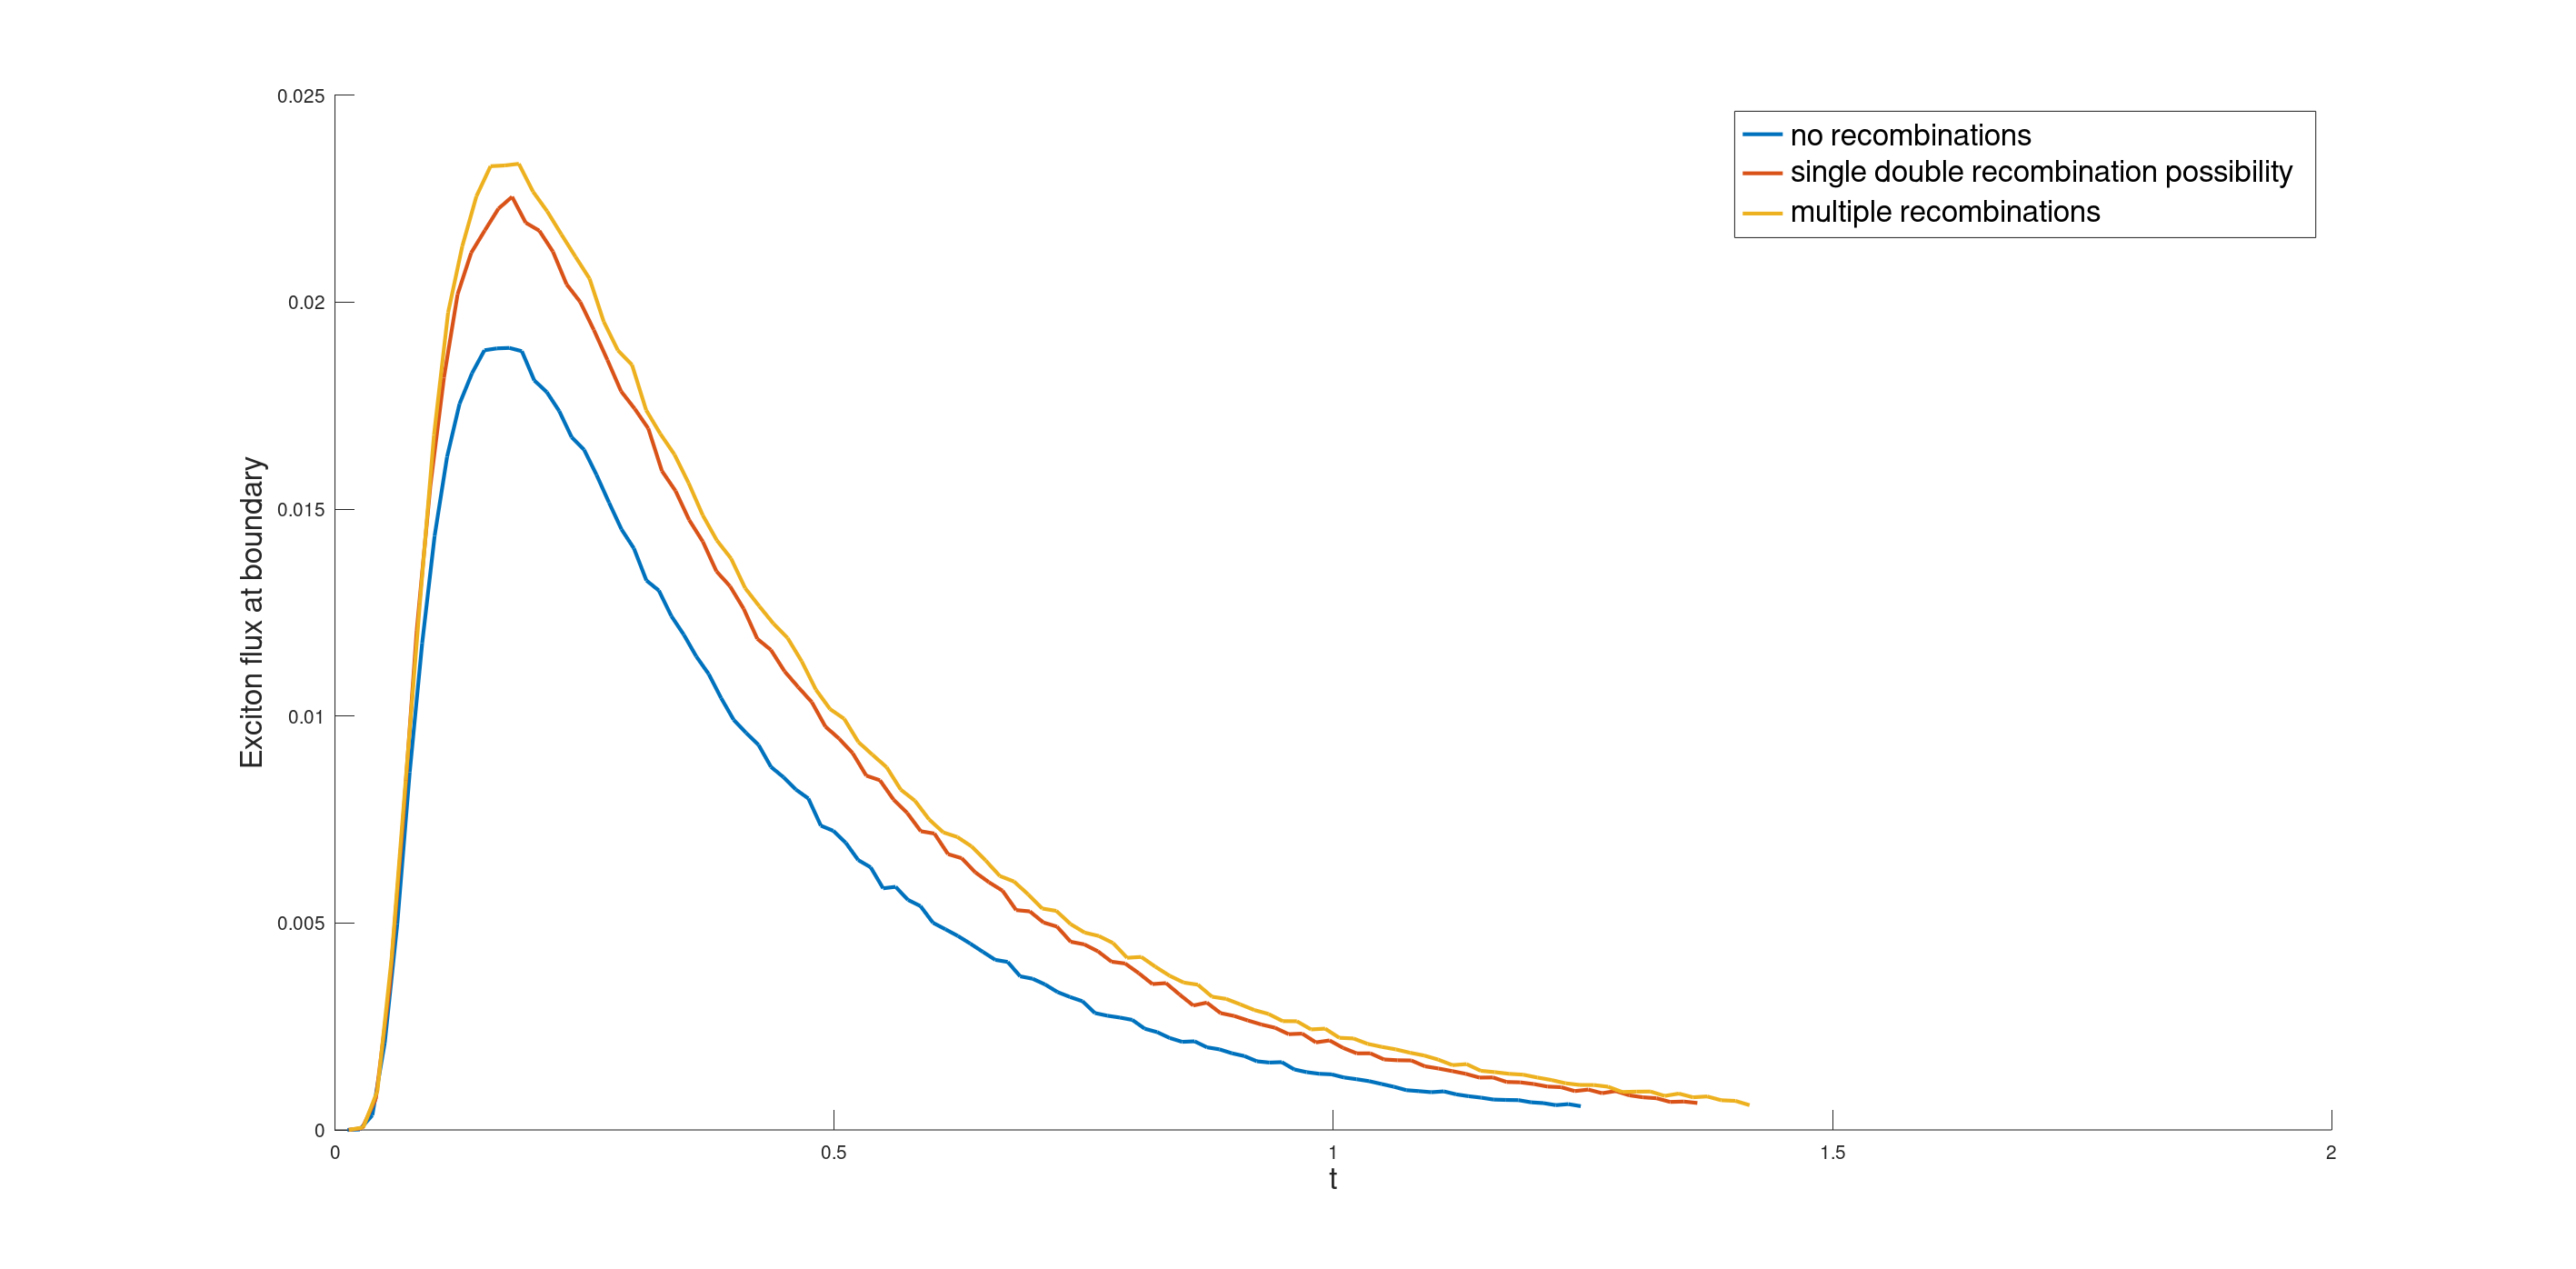 0.025
0.02
0.015
0.01
0.005
0
Exciton flux at boundary
no recombinations
single double recombination possibility
multiple recombinations
0
0.5
1
1.5
2
t